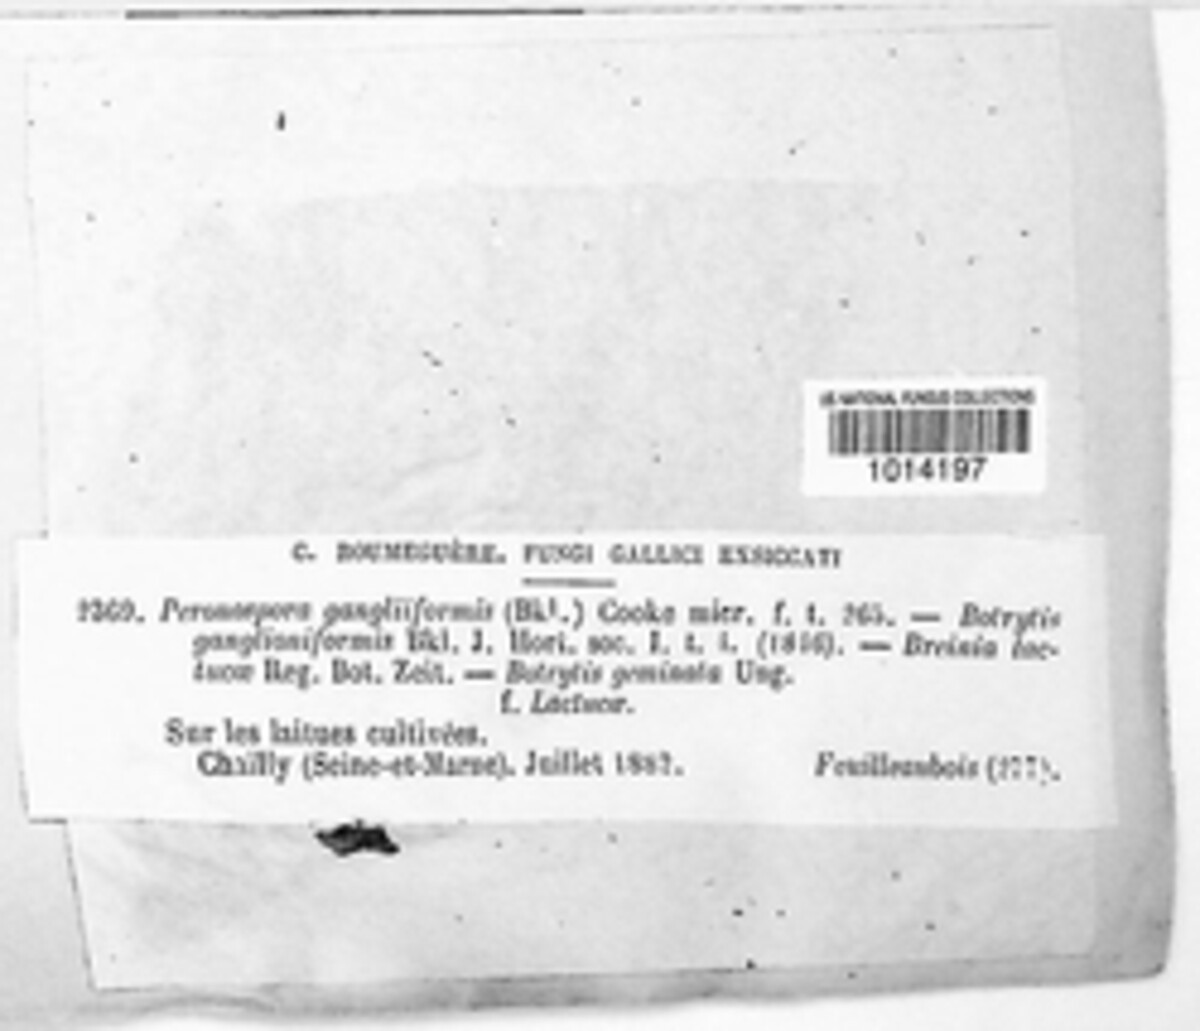 US NATIONAL FUNGUS COLLECTIONS
1014197
C. ROUMEGUÈRE. FUNGI GALLICI EXSICCATI
2369. Peronospora gangliiformis (Bkl.) Cooke micr. f. t. 265. — Botrytis
ganglioniformis Bkl. J. Hort. soc. I. t. 4. (1846). — Bremia lac-
tucæ Reg. Bot. Zeit. — Botrytis geminata Ung.
f. Lactucæ.
Sur les laitues cultivées.
Chailly (Seine-et-Marne). Juillet 1882. Feuilleaubois